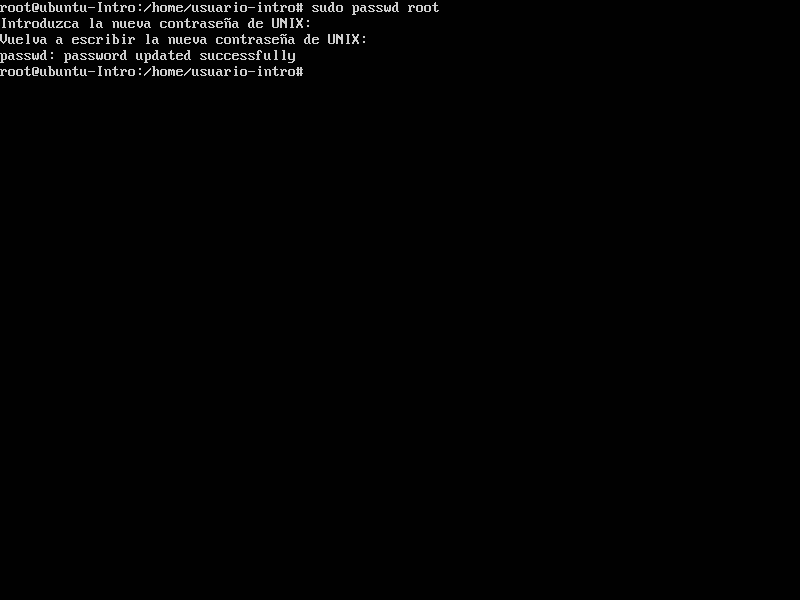 root@ubuntu-Intro:/home/usuario-intro# sudo passwd root
Introduzca la nueva contraseña de UNIX:
Vuelva a escribir la nueva contraseña de UNIX:
passwd: password updated successfully
root@ubuntu-Intro:/home/usuario-intro#